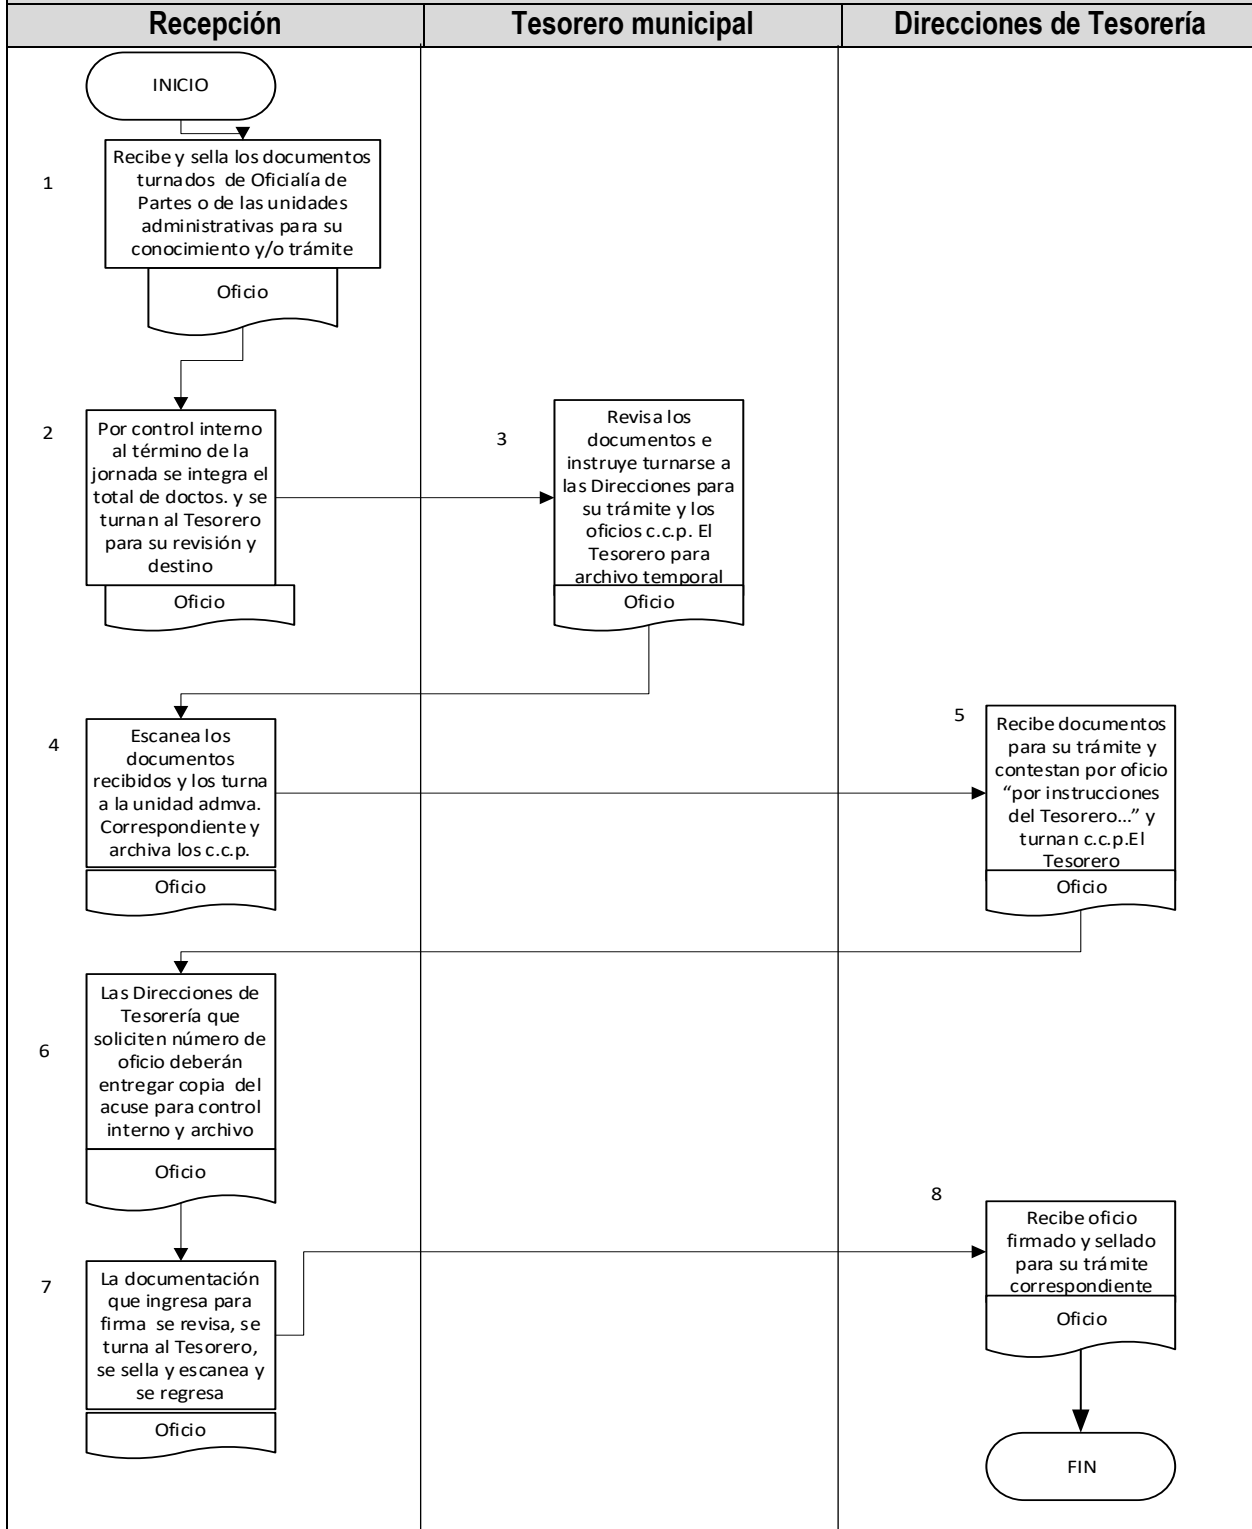 Recepción
Tesorero municipal
Direcciones de Tesorería
INICIO
1
Recibe y sella los documentos
turnados de Oficialía de
Partes o de las unidades
administrativas para su
conocimiento y/o trámite
Oficio
2
Por control interno
al término de la
jornada se integra el
total de doctos. y se
turnan al Tesorero
para su revisión y
destino
Oficio
3
Revisa los
documentos e
instruye turnarse a
las Direcciones para
su trámite y los
oficios c.c.p. El
Tesorero para
archivo temporal
Oficio
4
Escanea los
documentos
recibidos y los turna
a la unidad admva.
Correspondiente y
archiva los c.c.p.
Oficio
5
Recibe documentos
para su trámite y
contestan por oficio
“por instrucciones
del Tesorero...” y
turnan c.c.p.El
Tesorero
Oficio
6
Las Direcciones de
Tesorería que
soliciten número de
oficio deberán
entregar copia del
acuse para control
interno y archivo
Oficio
7
La documentación
que ingresa para
firma se revisa, se
turna al Tesorero,
se sella y escanea y
se regresa
Oficio
8
Recibe oficio
firmado y sellado
para su trámite
correspondiente
Oficio
FIN